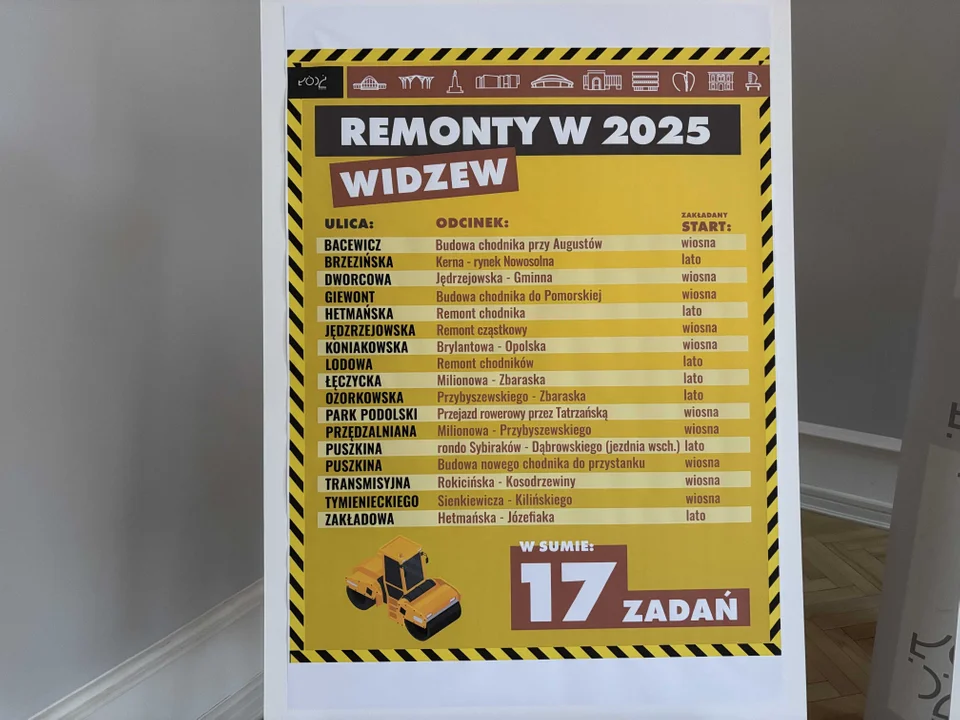 REMONTY W 2025
WIDZEW
ULICA: ODCINEK: ZAKŁADANY START:
BACEWICZ Budowa chodnika przy Augustów wiosna
BRZEZIŃSKA Kerna - rynek Nowosolna lato
DWORCOWA Jędrzejowska - Gminna wiosna
GIEWONT Budowa chodnika do Pomorskiej wiosna
HETMAŃSKA Remont chodnika lato
JĘDZRZEJOWSKA Remont cząstkowy wiosna
KONIAKOWSKA Brylantowa - Opolska wiosna
LODOWA Remont chodników lato
ŁĘCZYCKA Milionowa - Zbaraska lato
OZORKOWSKA Przybyszewskiego - Zbaraska lato
PARK PODOLSKI Przejazd rowerowy przez Tatrzańską wiosna
PRZĘDZALNIANA Milionowa - Przybyszewskiego wiosna
PUSZKINA rondo Sybiraków - Dąbrowskiego (jezdnia wsch.) lato
PUSZKINA Budowa nowego chodnika do przystanku wiosna
TRANSMISYJNA Rokicińska - Kosodrzewiny wiosna
TYMIENIECKIEGO Sienkiewicza - Kilińskiego wiosna
ZAKŁADOWA Hetmańska - Józefiaka lato
W SUMIE:
17 ZADAŃ